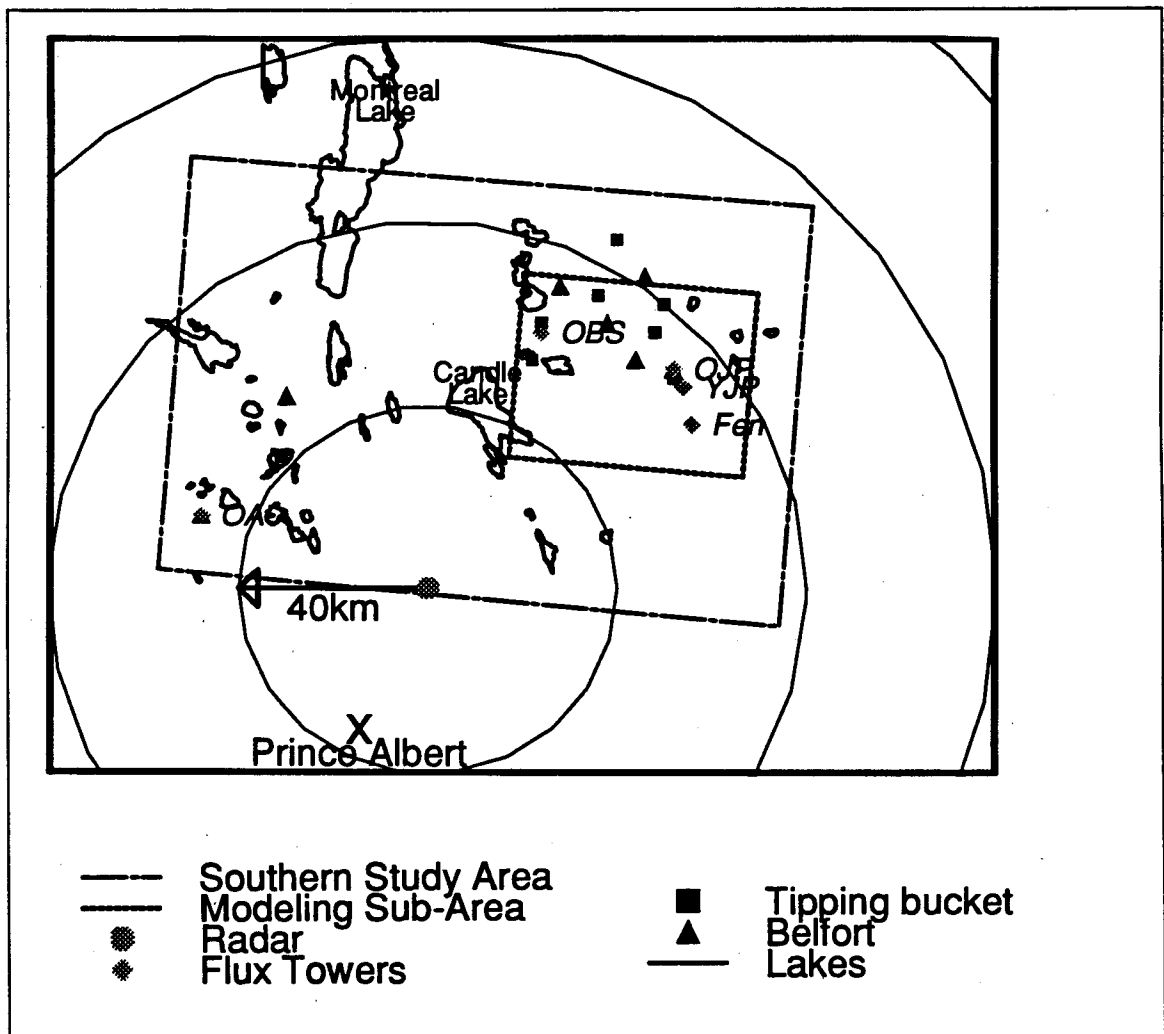 Montreal
Lake
OBS
OJP
YJP
Candle
Lake
Fen
OA
40km
X
Prince Albert
Southern Study Area
Modeling Sub-Area
Radar
Flux Towers
Tipping bucket
Belfort
Lakes